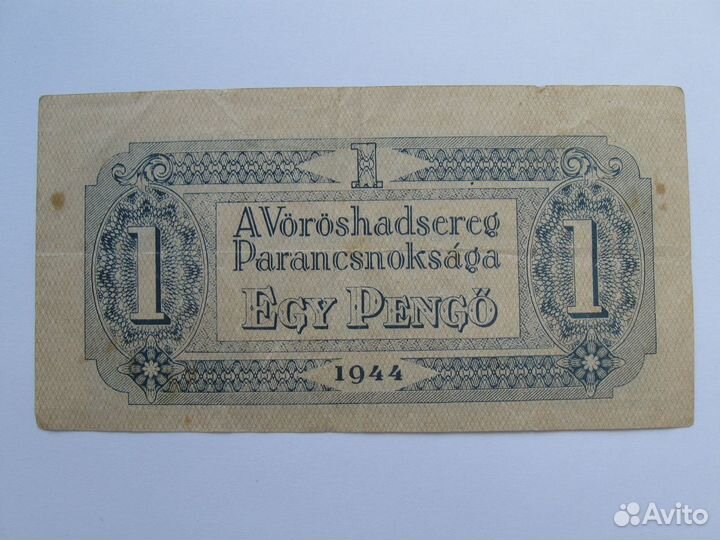 1
A Vöröshadsereg
Parancsnoksága
1 Egy Pengő 1
1944
Avito